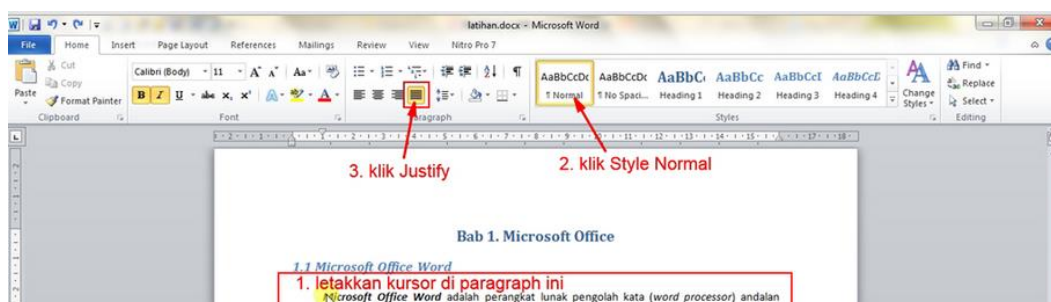 latihan.docx - Microsoft Word
File Home Insert Page Layout References Mailings Review View Nitro Pro 7
Paste
Cut
Copy
Format Painter
Clipboard
Calibri (Body) 11
Font
Paragraph
AaBbCcDc AaBbCcDc AaBbC AaBbCc AaBbCcI AaBbCcD
¶ Normal ¶ No Spaci... Heading 1 Heading 2 Heading 3 Heading 4
Change Styles
Styles
Find
Replace
Select
Editing
3. klik Justify
2. klik Style Normal
Bab 1. Microsoft Office
1.1 Microsoft Office Word
1. letakkan kursor di paragraph ini
Microsoft Office Word adalah perangkat lunak pengolah kata (word processor) andalan